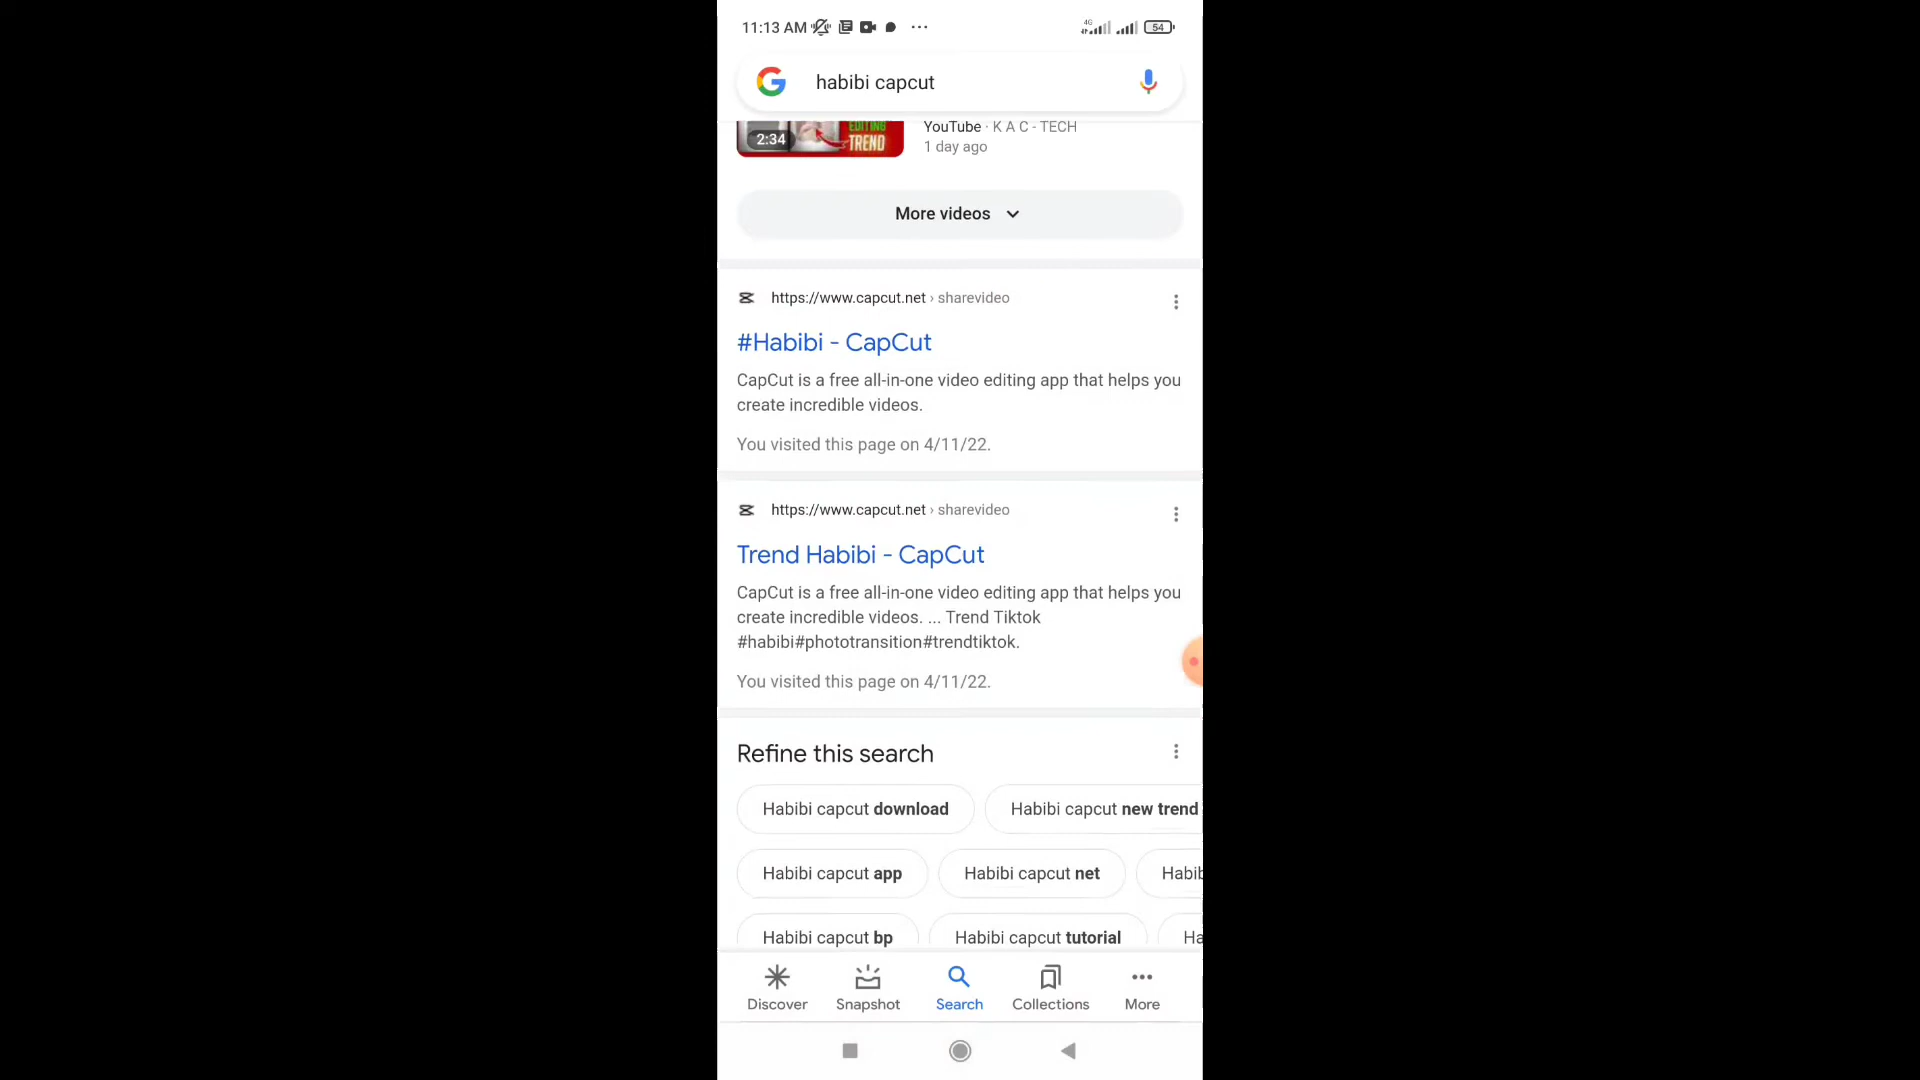 11:13 AM
4G
54
habibi capcut
2:34
EDITING
TREND
YouTube · K A C - TECH
1 day ago
More videos
https://www.capcut.net › sharevideo
#Habibi - CapCut
CapCut is a free all-in-one video editing app that helps you
create incredible videos.
You visited this page on 4/11/22.
https://www.capcut.net › sharevideo
Trend Habibi - CapCut
CapCut is a free all-in-one video editing app that helps you
create incredible videos. ... Trend Tiktok
#habibi#phototransition#trendtiktok.
You visited this page on 4/11/22.
Refine this search
Habibi capcut download
Habibi capcut new trend
Habibi capcut app
Habibi capcut net
Habib
Habibi capcut bp
Habibi capcut tutorial
Ha
Discover
Snapshot
Search
Collections
More